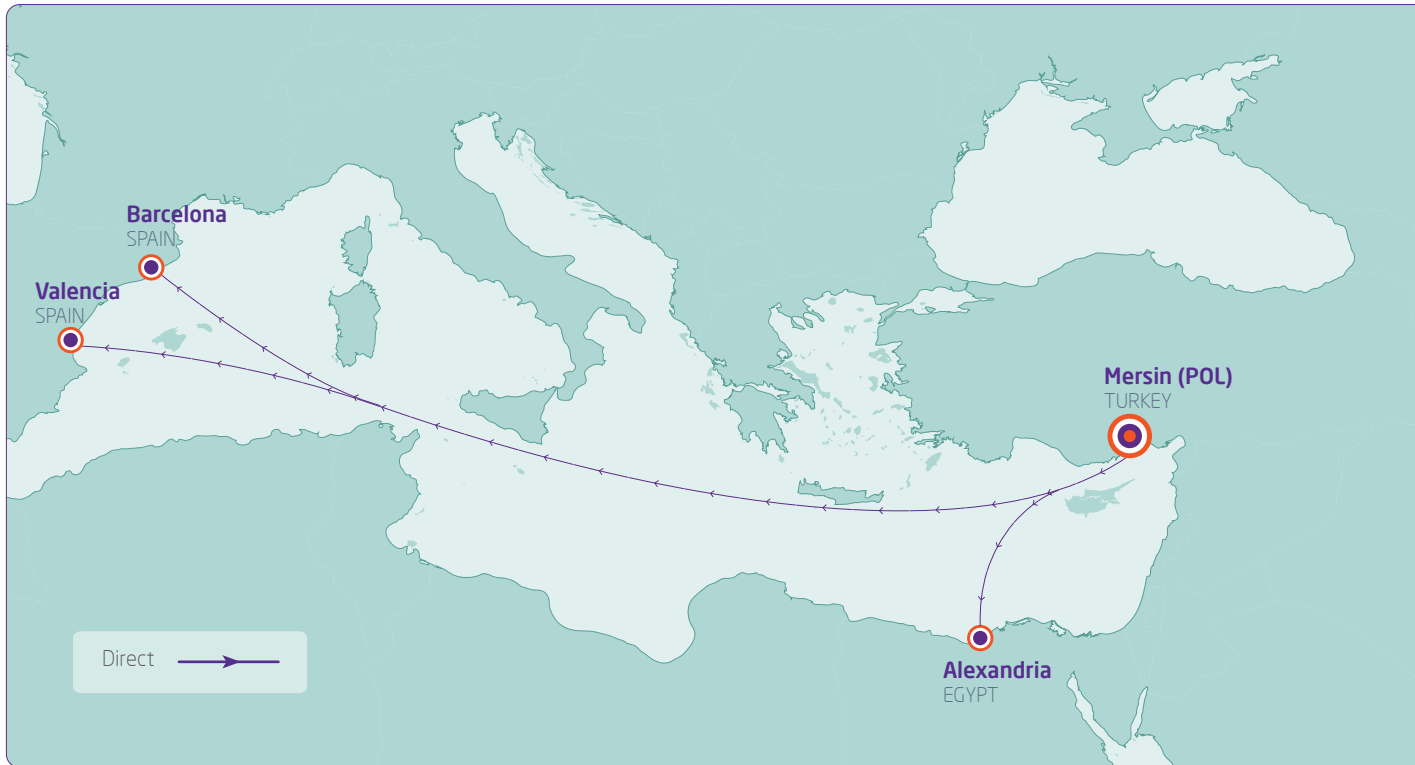 Barcelona
SPAIN
Valencia
SPAIN
Mersin (POL)
TURKEY
Alexandria
EGYPT
Direct